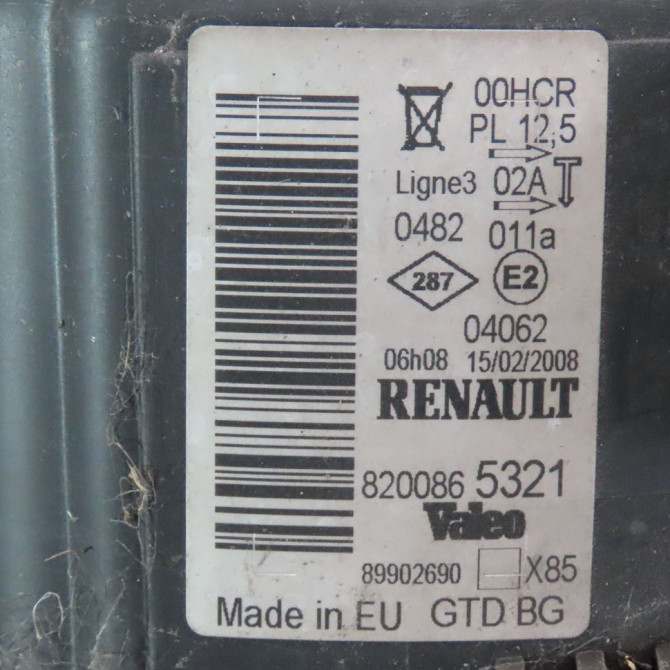 00HCR
PL 12,5
Ligne3 02A
0482 011a
287 E2
04062
06h08 15/02/2008
RENAULT
820086 5321
Valeo
89902690 X85
Made in EU GTD BG